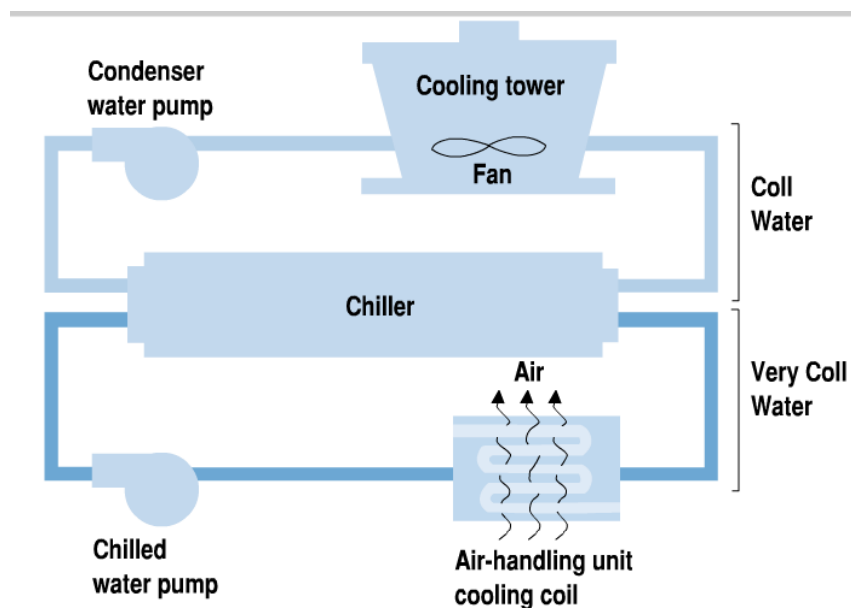 Condenser
water pump
Cooling tower
Fan
Coll
Water
Chiller
Air
Very Coll
Water
Chilled
water pump
Air-handling unit
cooling coil